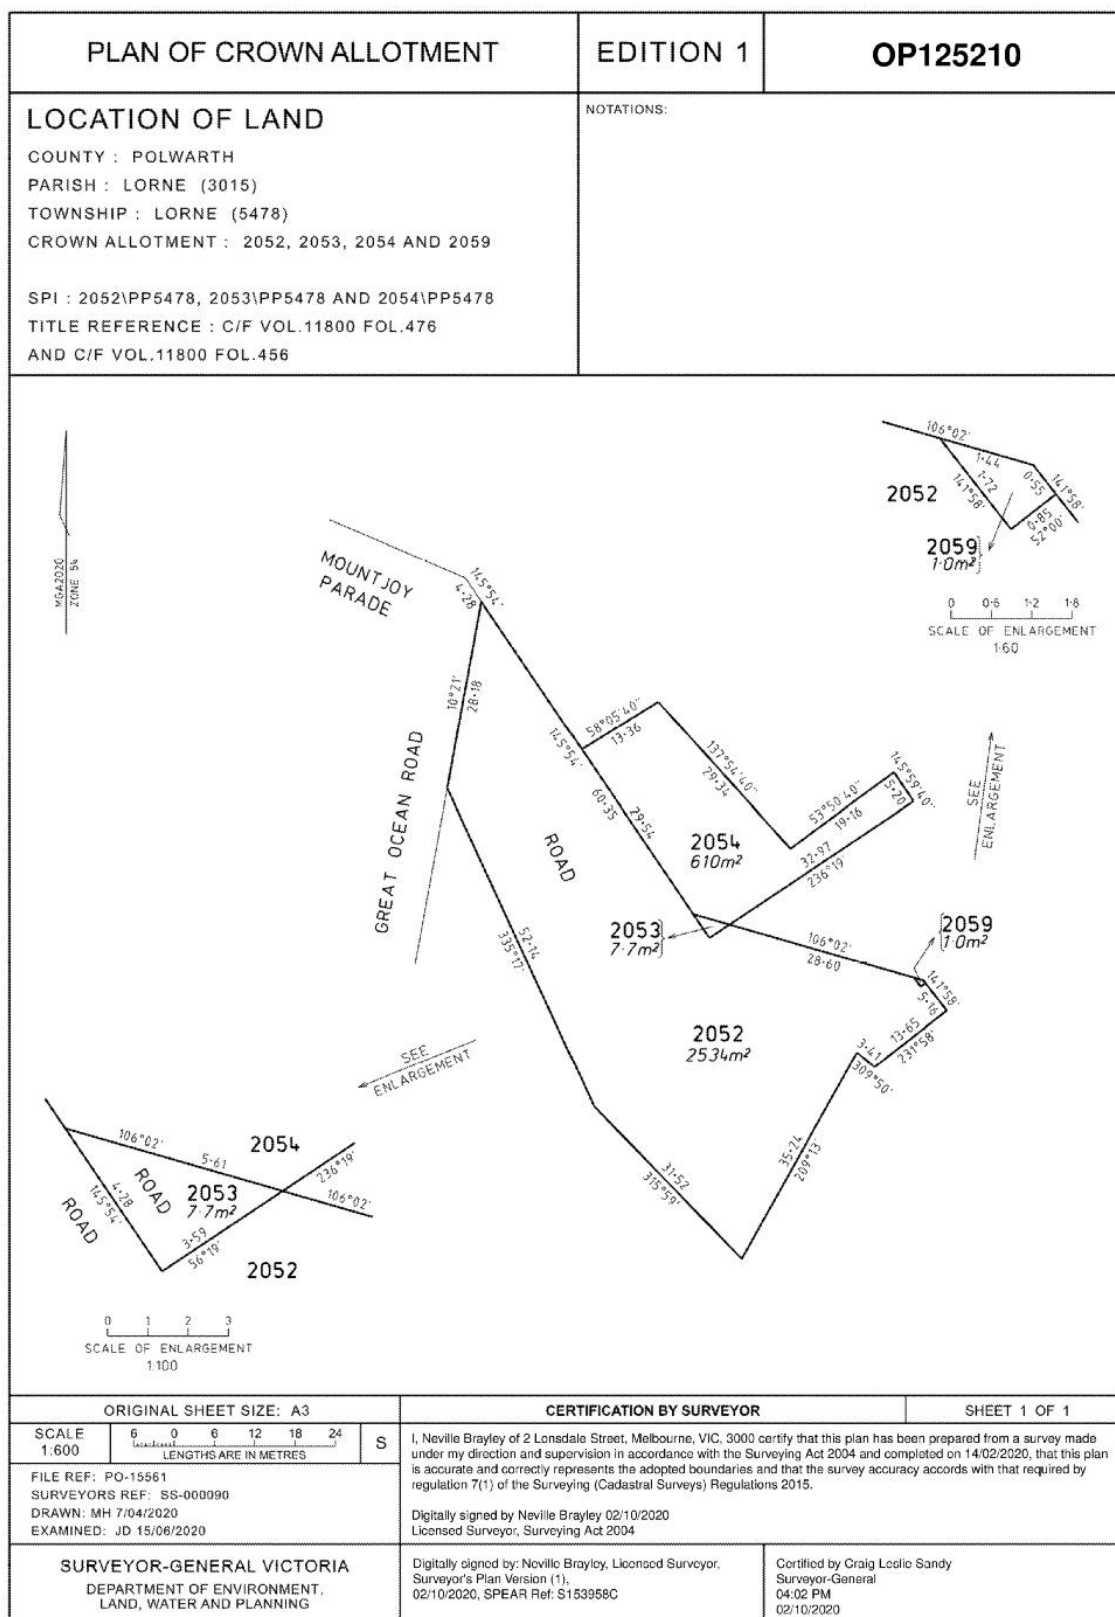 PLAN OF CROWN ALLOTMENT
EDITION 1
OP125210
LOCATION OF LAND
COUNTY : POLWARTH
PARISH : LORNE (3015)
TOWNSHIP : LORNE (5478)
CROWN ALLOTMENT : 2052, 2053, 2054 AND 2059
SPI : 2052\PP5478, 2053\PP5478 AND 2054\PP5478
TITLE REFERENCE : C/F VOL.11800 FOL.476
AND C/F VOL.11800 FOL.456
NOTATIONS:
MGA2020
ZONE 54
106°02'
1·44
1·72
141°58'
0·55
141°58'
0·85
52°00'
2052
2059
1·0m²
0 0·6 1·2 1·8
SCALE OF ENLARGEMENT
1:60
MOUNTJOY
PARADE
145°54'
4·28
10°21'
28·18
GREAT OCEAN ROAD
145°54'
60·35
29·54
58°05'40"
13·36
137°54'40"
29·34
53°50'40"
19·16
145°59'40"
5·20
32·97
236°19'
ROAD
2054
610m²
SEE
ENLARGEMENT
2053
7·7m²
2059
1·0m²
106°02'
28·60
141°58'
5·16
13·65
231°58'
3·41
309°50'
52·14
335°17'
2052
2534m²
35·24
209°13'
31·52
315°59'
SEE
ENLARGEMENT
106°02'
5·61
2054
236°19'
106°02'
4·28
145°54'
ROAD
ROAD
2053
7·7m²
3·59
56°19'
2052
0 1 2 3
SCALE OF ENLARGEMENT
1:100
ORIGINAL SHEET SIZE: A3
SCALE
1:600
6 0 6 12 18 24
LENGTHS ARE IN METRES
S
FILE REF: PO-15561
SURVEYORS REF: SS-000090
DRAWN: MH 7/04/2020
EXAMINED: JD 15/06/2020
CERTIFICATION BY SURVEYOR
SHEET 1 OF 1
I, Neville Brayley of 2 Lonsdale Street, Melbourne, VIC, 3000 certify that this plan has been prepared from a survey made
under my direction and supervision in accordance with the Surveying Act 2004 and completed on 14/02/2020, that this plan
is accurate and correctly represents the adopted boundaries and that the survey accuracy accords with that required by
regulation 7(1) of the Surveying (Cadastral Surveys) Regulations 2015.
Digitally signed by Neville Brayley 02/10/2020
Licensed Surveyor, Surveying Act 2004
SURVEYOR-GENERAL VICTORIA
DEPARTMENT OF ENVIRONMENT,
LAND, WATER AND PLANNING
Digitally signed by: Neville Brayley, Licensed Surveyor,
Surveyor's Plan Version (1),
02/10/2020, SPEAR Ref: S153958C
Certified by Craig Leslie Sandy
Surveyor-General
04:02 PM
02/10/2020